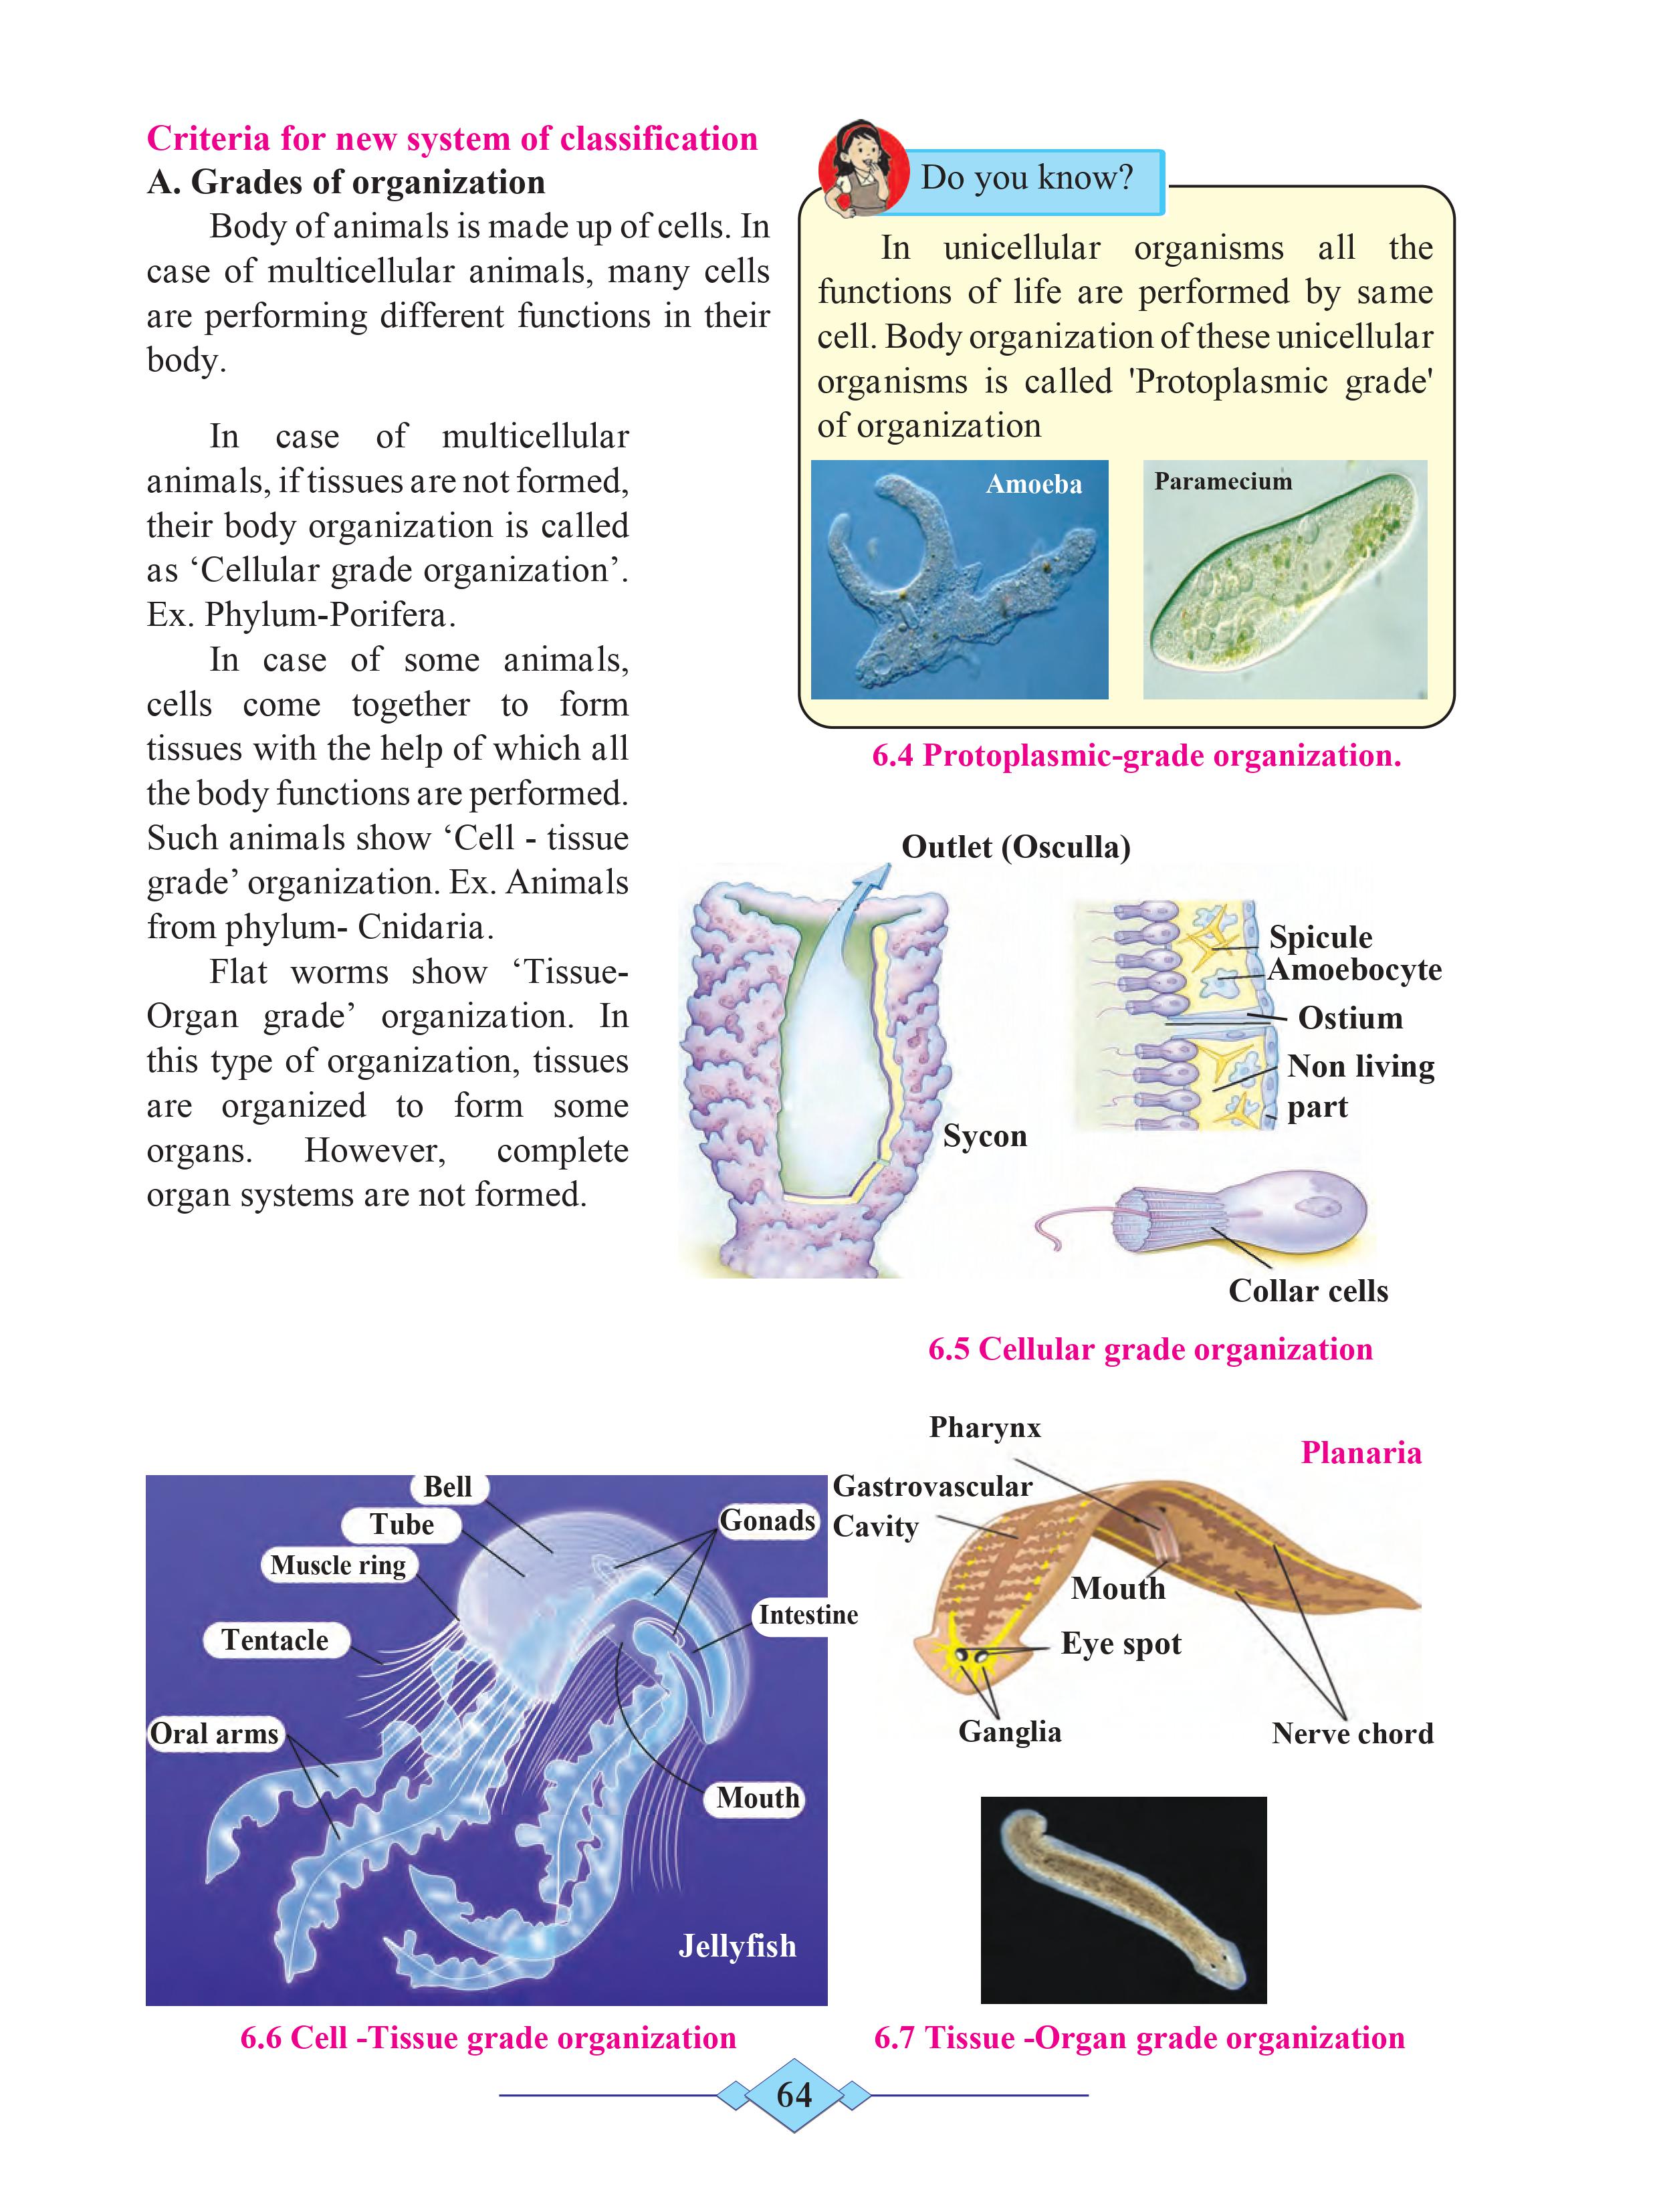 Criteria for new system of classification
A. Grades of organization
Body of animals is made up of cells. In
case of multicellular animals, many cells
are performing different functions in their
body.
In case of multicellular
animals, if tissues are not formed,
their body organization is called
as ‘Cellular grade organization’.
Ex. Phylum-Porifera.
In case of some animals,
cells come together to form
tissues with the help of which all
the body functions are performed.
Such animals show ‘Cell - tissue
grade’ organization. Ex. Animals
from phylum- Cnidaria.
Flat worms show ‘Tissue-
Organ grade’ organization. In
this type of organization, tissues
are organized to form some
organs. However, complete
organ systems are not formed.
Do you know?
In unicellular organisms all the
functions of life are performed by same
cell. Body organization of these unicellular
organisms is called 'Protoplasmic grade'
of organization
Amoeba
Paramecium
6.4 Protoplasmic-grade organization.
Outlet (Osculla)
Spicule
Amoebocyte
Ostium
Non living
part
Sycon
Collar cells
6.5 Cellular grade organization
Bell
Tube
Muscle ring
Tentacle
Oral arms
Gonads
Intestine
Mouth
Jellyfish
6.6 Cell -Tissue grade organization
Pharynx
Planaria
Gastrovascular
Cavity
Mouth
Eye spot
Ganglia
Nerve chord
6.7 Tissue -Organ grade organization
64